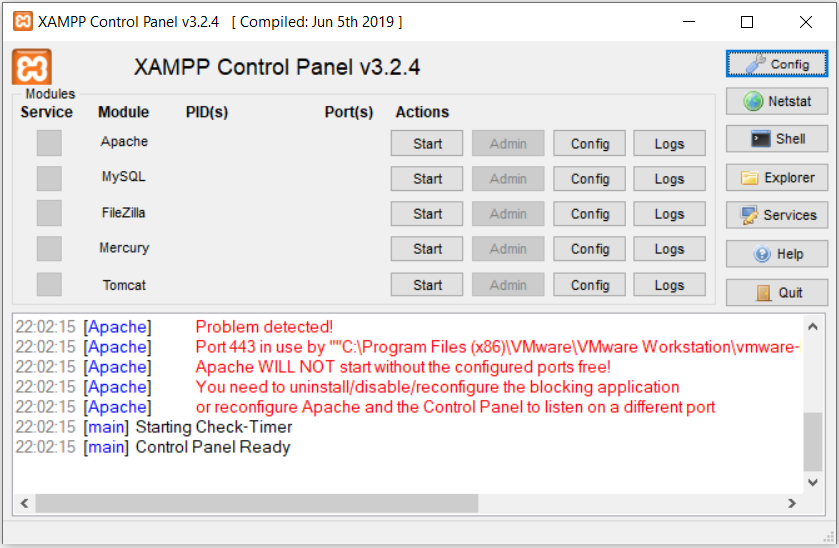 XAMPP Control Panel v3.2.4 [ Compiled: Jun 5th 2019 ]
XAMPP Control Panel v3.2.4
Config
Modules
Service Module PID(s) Port(s) Actions
Netstat
Apache Start Admin Config Logs
Shell
MySQL Start Admin Config Logs
Explorer
FileZilla Start Admin Config Logs
Services
Mercury Start Admin Config Logs
Help
Tomcat Start Admin Config Logs
Quit
22:02:15 [Apache] Problem detected!
22:02:15 [Apache] Port 443 in use by ""C:\Program Files (x86)\VMware\VMware Workstation\vmware-
22:02:15 [Apache] Apache WILL NOT start without the configured ports free!
22:02:15 [Apache] You need to uninstall/disable/reconfigure the blocking application
22:02:15 [Apache] or reconfigure Apache and the Control Panel to listen on a different port
22:02:15 [main] Starting Check-Timer
22:02:15 [main] Control Panel Ready